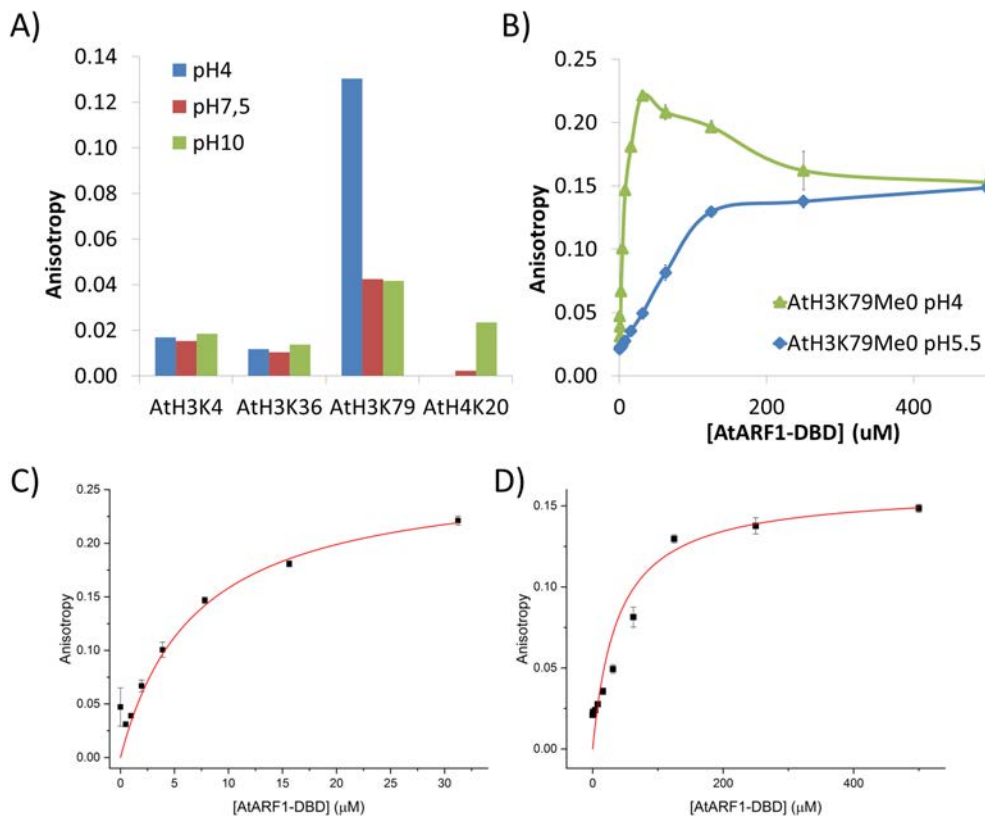 A)
0.14
0.12
0.10
0.08
0.06
0.04
0.02
0.00
Anisotropy
pH4
pH7,5
pH10
AtH3K4 AtH3K36 AtH3K79 AtH4K20
B)
0.25
0.20
0.15
0.10
0.05
0.00
Anisotropy
AtH3K79Me0 pH4
AtH3K79Me0 pH5.5
0 200 400
[AtARF1-DBD] (uM)
C)
0.25
0.20
0.15
0.10
0.05
0.00
Anisotropy
0 5 10 15 20 25 30
[AtARF1-DBD] (μM)
D)
0.15
0.10
0.05
0.00
Anisotropy
0 200 400
[AtARF1-DBD] (μM)